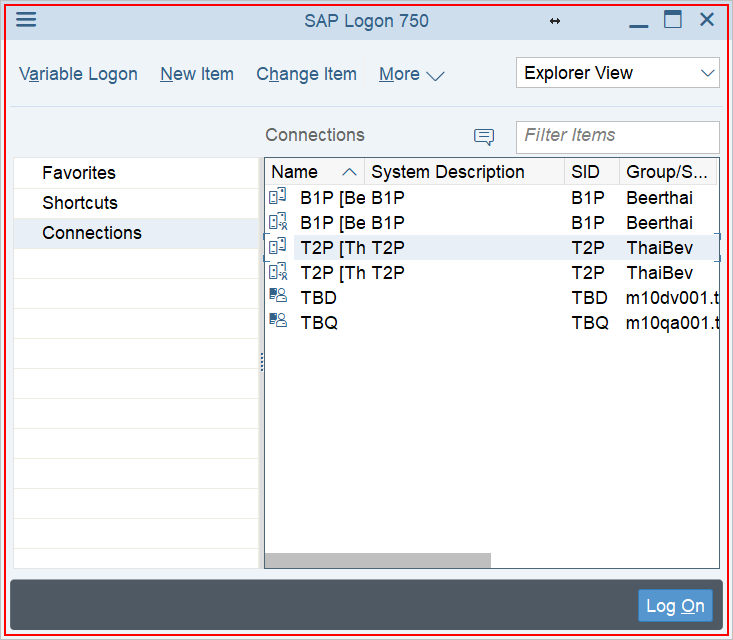 SAP Logon 750
Variable Logon New Item Change Item More Explorer View
Connections Filter Items
Favorites
Shortcuts
Connections
Name System Description SID Group/S...
B1P [Be B1P B1P Beerthai
B1P [Be B1P B1P Beerthai
T2P [Th T2P T2P ThaiBev
T2P [Th T2P T2P ThaiBev
TBD TBD m10dv001.t
TBQ TBQ m10qa001.t
Log On